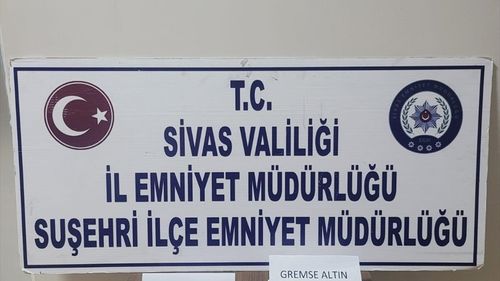 T.C.
SİVAS VALİLİĞİ
İL EMNİYET MÜDÜRLÜĞÜ
SUŞEHRİ İLÇE EMNİYET MÜDÜRLÜĞÜ
GREMSE ALTIN